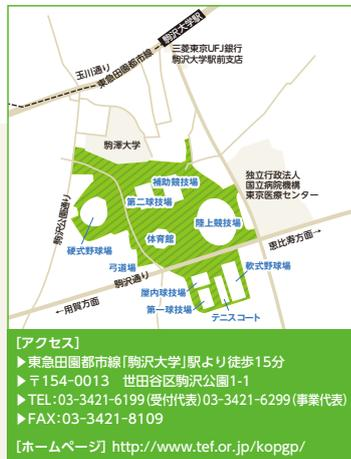 駒沢大学駅
三菱東京UFJ銀行
駒沢大学駅前支店
玉川通り
東急田園都市線
駒澤大学
補助競技場
第二球技場
独立行政法人
国立病院機構
東京医療センター
陸上競技場
駒沢公園通り
体育館
硬式野球場
恵比寿方面→
弓道場
軟式野球場
駒沢通り
屋内球技場
←用賀方面
第一球技場
テニスコート
[アクセス]
▶東急田園都市線「駒沢大学」駅より徒歩15分
▶〒154-0013 世田谷区駒沢公園1-1
▶TEL:03-3421-6199(受付代表)03-3421-6299(事業代表)
▶FAX:03-3421-8109
[ホームページ] http://www.tef.or.jp/kopgp/